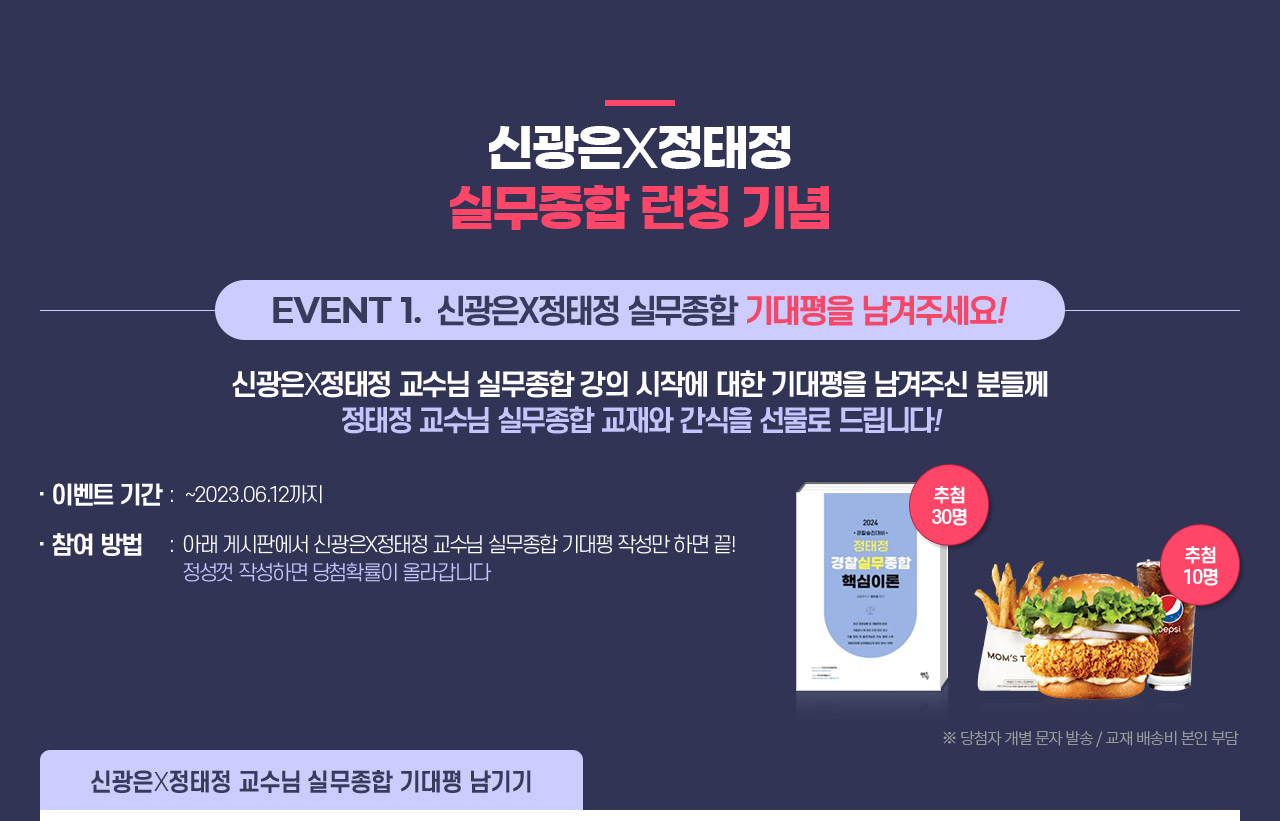 신광은X정태정
실무종합 런칭 기념
EVENT 1. 신광은X정태정 실무종합 기대평을 남겨주세요!
신광은X정태정 교수님 실무종합 강의 시작에 대한 기대평을 남겨주신 분들께
정태정 교수님 실무종합 교재와 간식을 선물로 드립니다!
· 이벤트 기간 : ~2023.06.12까지
· 참여 방법 : 아래 게시판에서 신광은X정태정 교수님 실무종합 기대평 작성만 하면 끝!
정성껏 작성하면 당첨확률이 올라갑니다
추첨
30명
2024
•경찰승진대비•
정태정
경찰실무종합
핵심이론
추첨
10명
MOM'S T
pepsi
※ 당첨자 개별 문자 발송 / 교재 배송비 본인 부담
신광은X정태정 교수님 실무종합 기대평 남기기